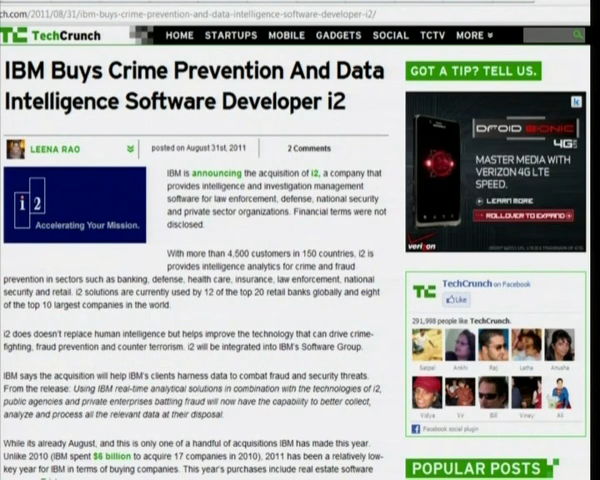 ch.com/2011/08/31/ibm-buys-crime-prevention-and-data-intelligence-software-developer-i2/
TC TechCrunch
HOME STARTUPS MOBILE GADGETS SOCIAL TCTV MORE
IBM Buys Crime Prevention And Data
Intelligence Software Developer i2
LEENA RAO
posted on August 31st, 2011
2 Comments
i2
Accelerating Your Mission.
IBM is announcing the acquisition of i2, a company that
provides intelligence and investigation management
software for law enforcement, defense, national security
and private sector organizations. Financial terms were not
disclosed.
With more than 4,500 customers in 150 countries, i2 is
provides intelligence analytics for crime and fraud
prevention in sectors such as banking, defense, health care, insurance, law enforcement, national
security and retail. i2 solutions are currently used by 12 of the top 20 retail banks globally and eight
of the top 10 largest companies in the world.
i2 does doesn't replace human intelligence but helps improve the technology that can drive crime-
fighting, fraud prevention and counter terrorism. i2 will be integrated into IBM's Software Group.
IBM says the acquisition will help IBM's clients harness data to combat fraud and security threats.
From the release: Using IBM real-time analytical solutions in combination with the technologies of i2,
public agencies and private enterprises battling fraud will now have the capability to better collect,
analyze and process all the relevant data at their disposal.
While its already August, and this is only one of a handful of acquisitions IBM has made this year.
Unlike 2010 (IBM spent $6 billion to acquire 17 companies in 2010), 2011 has been a relatively low-
key year for IBM in terms of buying companies. This year's purchases include real estate software
GOT A TIP? TELL US.
DROID BIONIC
4G
MASTER MEDIA WITH
VERIZON 4G LTE
SPEED.
LEARN MORE
ROLLOVER TO EXPAND
verizon
TC
TechCrunch on Facebook
Like
291,998 people like TechCrunch.
Satpal Ankhi Raj Latha Anusha
Vidya Vv Bill Vinay Ali
Facebook social plugin
POPULAR POSTS